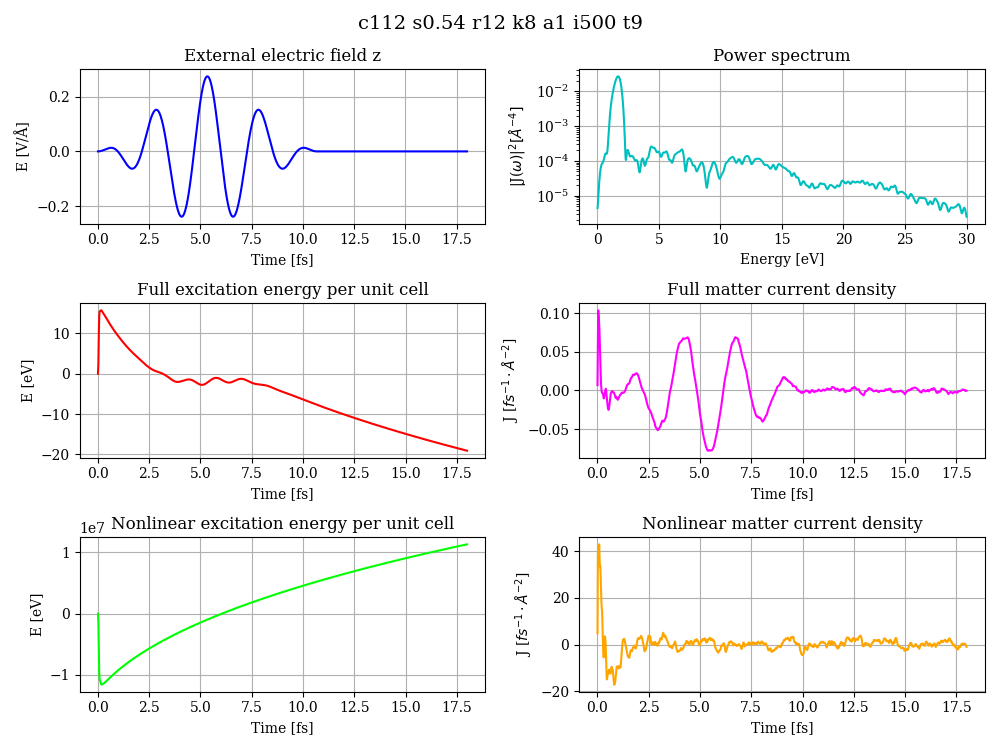 c112 s0.54 r12 k8 a1 i500 t9
External electric field z
E [V/Å]
0.2
0.0
−0.2
0.0 2.5 5.0 7.5 10.0 12.5 15.0 17.5
Time [fs]
Power spectrum
|J(ω)|² [Å⁻⁴]
10⁻²
10⁻³
10⁻⁴
10⁻⁵
0 5 10 15 20 25 30
Energy [eV]
Full excitation energy per unit cell
E [eV]
10
0
−10
−20
0.0 2.5 5.0 7.5 10.0 12.5 15.0 17.5
Time [fs]
Full matter current density
J [fs⁻¹ · Å⁻²]
0.10
0.05
0.00
−0.05
0.0 2.5 5.0 7.5 10.0 12.5 15.0 17.5
Time [fs]
1e7 Nonlinear excitation energy per unit cell
E [eV]
1
0
−1
0.0 2.5 5.0 7.5 10.0 12.5 15.0 17.5
Time [fs]
Nonlinear matter current density
J [fs⁻¹ · Å⁻²]
40
20
0
−20
0.0 2.5 5.0 7.5 10.0 12.5 15.0 17.5
Time [fs]